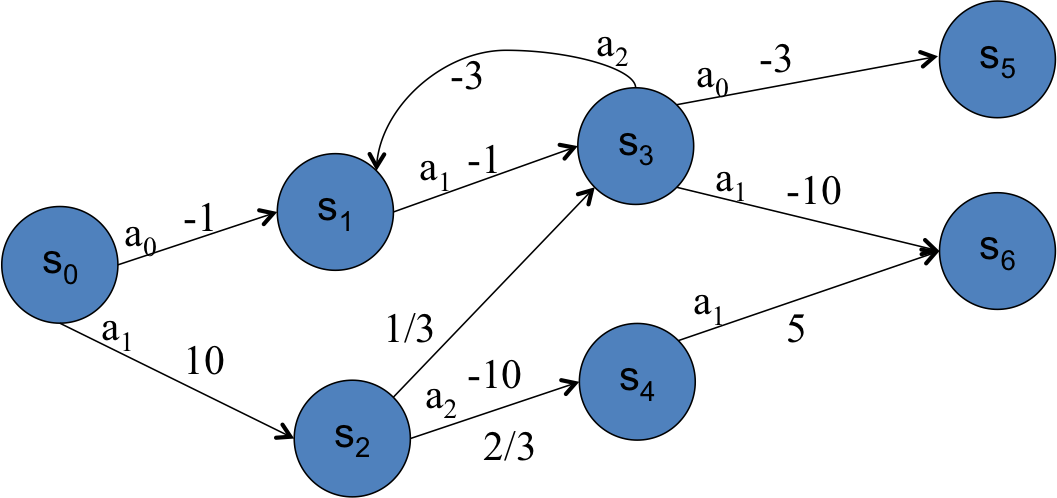 s₅
a₂
-3
a₀
-3
s₃
a₁
-1
a₁
-10
s₁
-1
a₀
s₀
s₆
a₁
5
a₁
10
1/3
-10
a₂
s₄
2/3
s₂